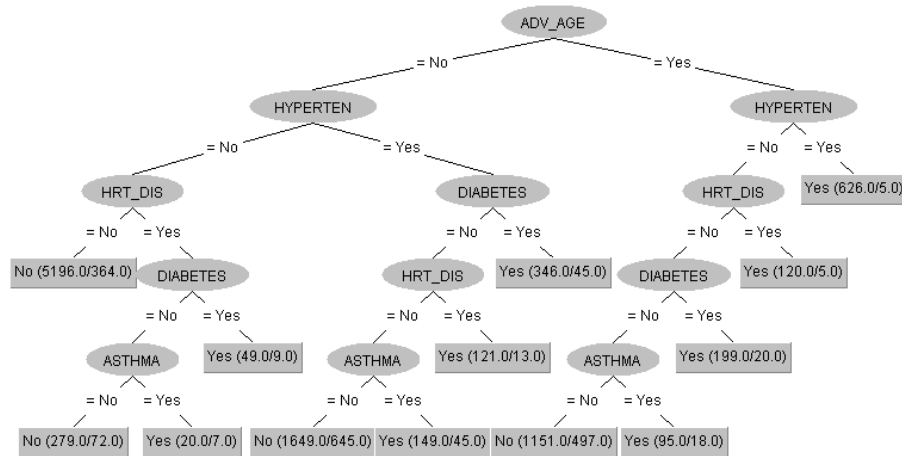 ADV_AGE
= No = Yes
HYPERTEN HYPERTEN
= No = Yes = No = Yes
HRT_DIS DIABETES HRT_DIS Yes (626.0/5.0)
= No = Yes = No = Yes = No = Yes
No (5196.0/364.0) DIABETES HRT_DIS Yes (346.0/45.0) DIABETES Yes (120.0/5.0)
= No = Yes = No = Yes = No = Yes
ASTHMA Yes (49.0/9.0) ASTHMA Yes (121.0/13.0) ASTHMA Yes (199.0/20.0)
= No = Yes = No = Yes = No = Yes
No (279.0/72.0) Yes (20.0/7.0) No (1649.0/645.0) Yes (149.0/45.0) No (1151.0/497.0) Yes (95.0/18.0)